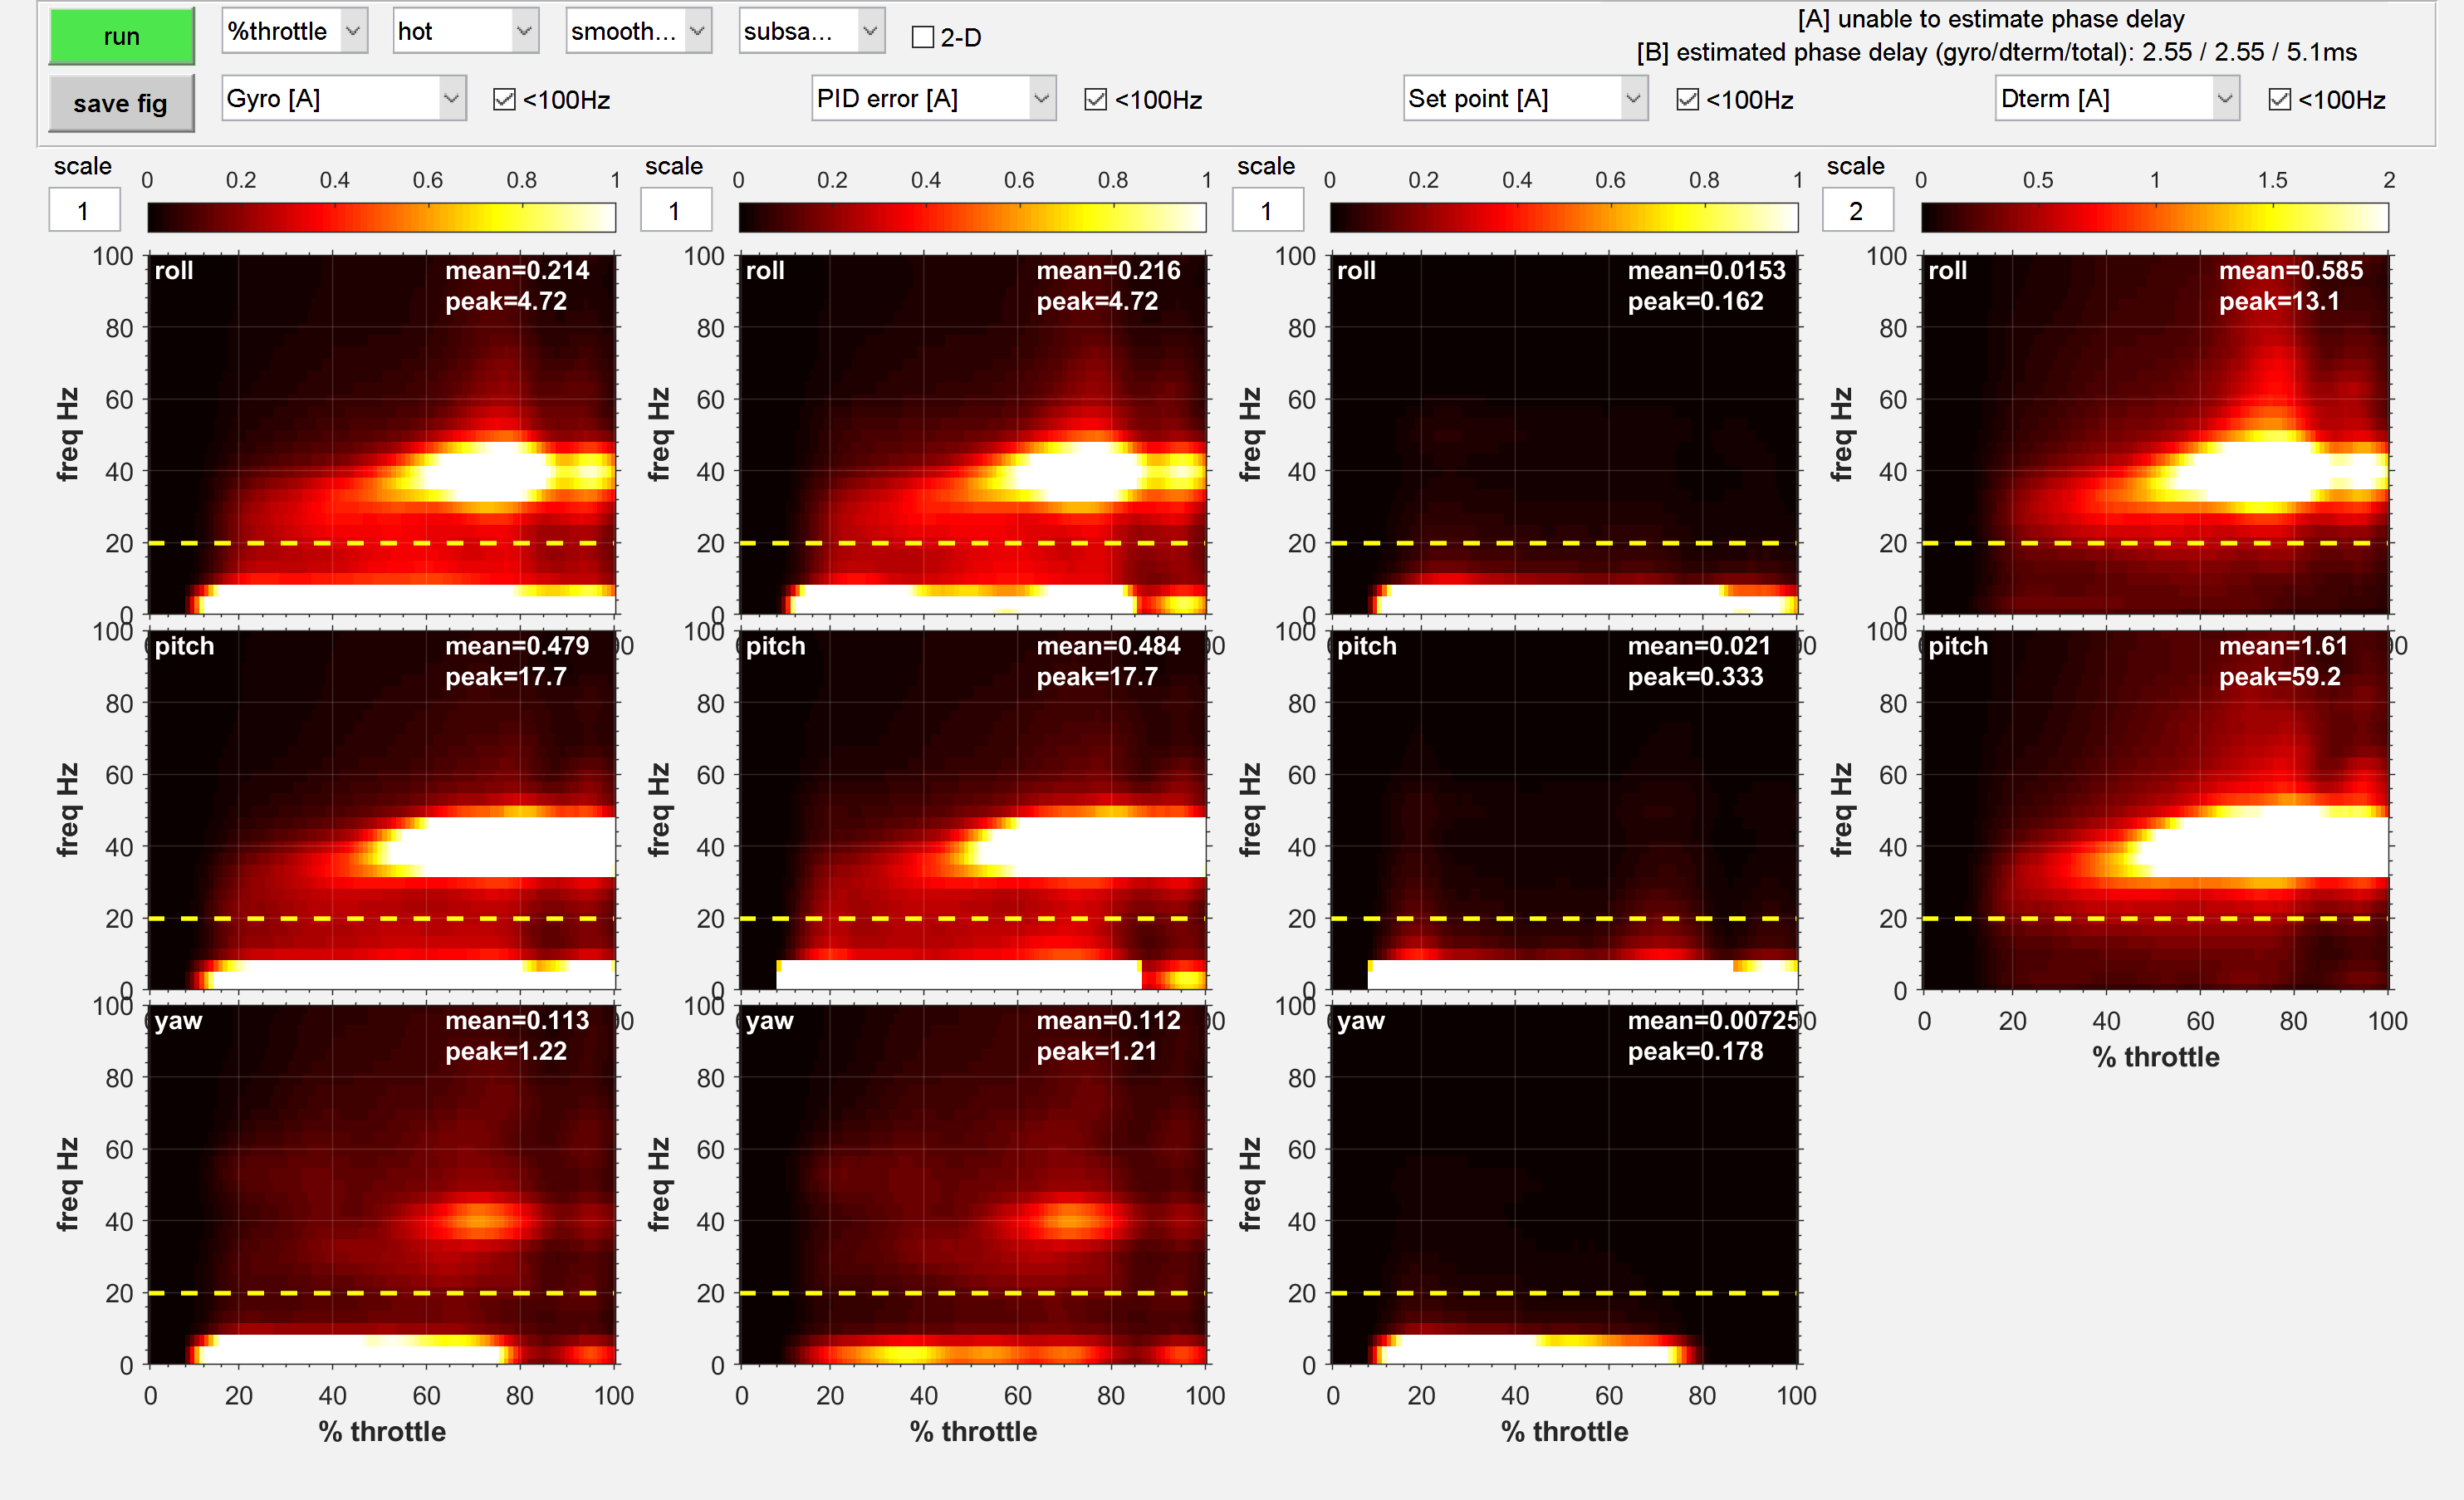 run
%throttle
hot
smooth...
subsa...
2-D
[A] unable to estimate phase delay
[B] estimated phase delay (gyro/dterm/total): 2.55 / 2.55 / 5.1ms
save fig
Gyro [A]
<100Hz
PID error [A]
<100Hz
Set point [A]
<100Hz
Dterm [A]
<100Hz
scale
1
0 0.2 0.4 0.6 0.8 1
scale
1
0 0.2 0.4 0.6 0.8 1
scale
1
0 0.2 0.4 0.6 0.8 1
scale
2
0 0.5 1 1.5 2
freq Hz
100
80
60
40
20
0
roll
mean=0.214
peak=4.72
freq Hz
100
80
60
40
20
0
roll
mean=0.216
peak=4.72
freq Hz
100
80
60
40
20
0
roll
mean=0.0153
peak=0.162
freq Hz
100
80
60
40
20
0
roll
mean=0.585
peak=13.1
freq Hz
100
80
60
40
20
0
pitch
mean=0.479
peak=17.7
freq Hz
100
80
60
40
20
0
pitch
mean=0.484
peak=17.7
freq Hz
100
80
60
40
20
0
pitch
mean=0.021
peak=0.333
freq Hz
100
80
60
40
20
0
pitch
mean=1.61
peak=59.2
0 20 40 60 80 100
% throttle
freq Hz
100
80
60
40
20
0
yaw
mean=0.113
peak=1.22
0 20 40 60 80 100
% throttle
freq Hz
100
80
60
40
20
0
yaw
mean=0.112
peak=1.21
0 20 40 60 80 100
% throttle
freq Hz
100
80
60
40
20
0
yaw
mean=0.00725
peak=0.178
0 20 40 60 80 100
% throttle